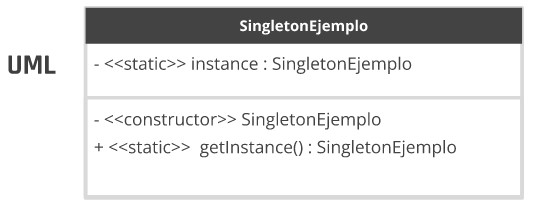 SingletonEjemplo
UML
- <<static>> instance : SingletonEjemplo
- <<constructor>> SingletonEjemplo
+ <<static>>  getInstance() : SingletonEjemplo